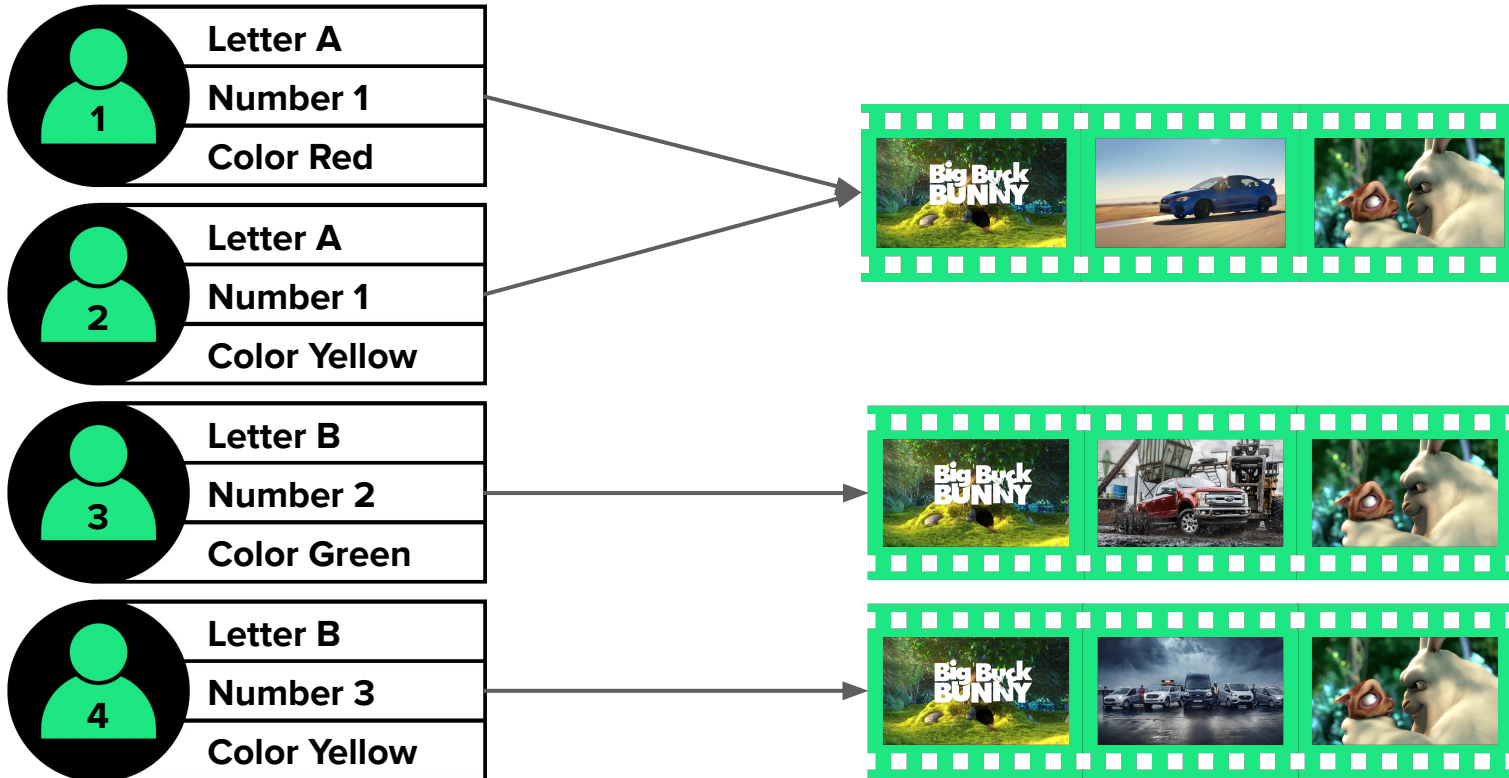 1
Letter A
Number 1
Color Red
2
Letter A
Number 1
Color Yellow
Big Buck
BUNNY
3
Letter B
Number 2
Color Green
Big Buck
BUNNY
4
Letter B
Number 3
Color Yellow
Big Buck
BUNNY